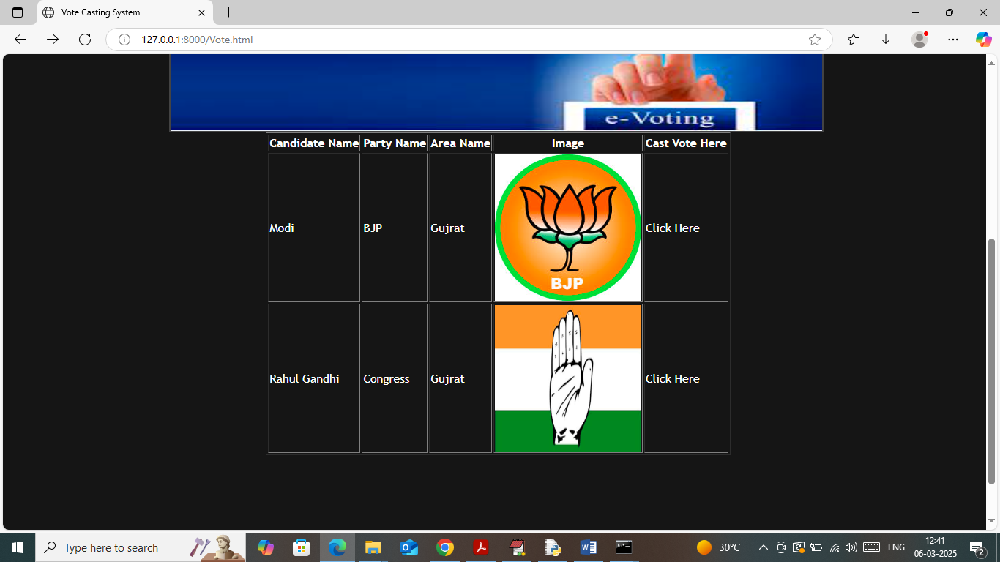 Vote Casting System
127.0.0.1:8000/Vote.html
e-Voting
Candidate Name Party Name Area Name Image Cast Vote Here
Modi BJP Gujrat Click Here
BJP
Rahul Gandhi Congress Gujrat Click Here
Type here to search
30°C
ENG
12:41
06-03-2025
2